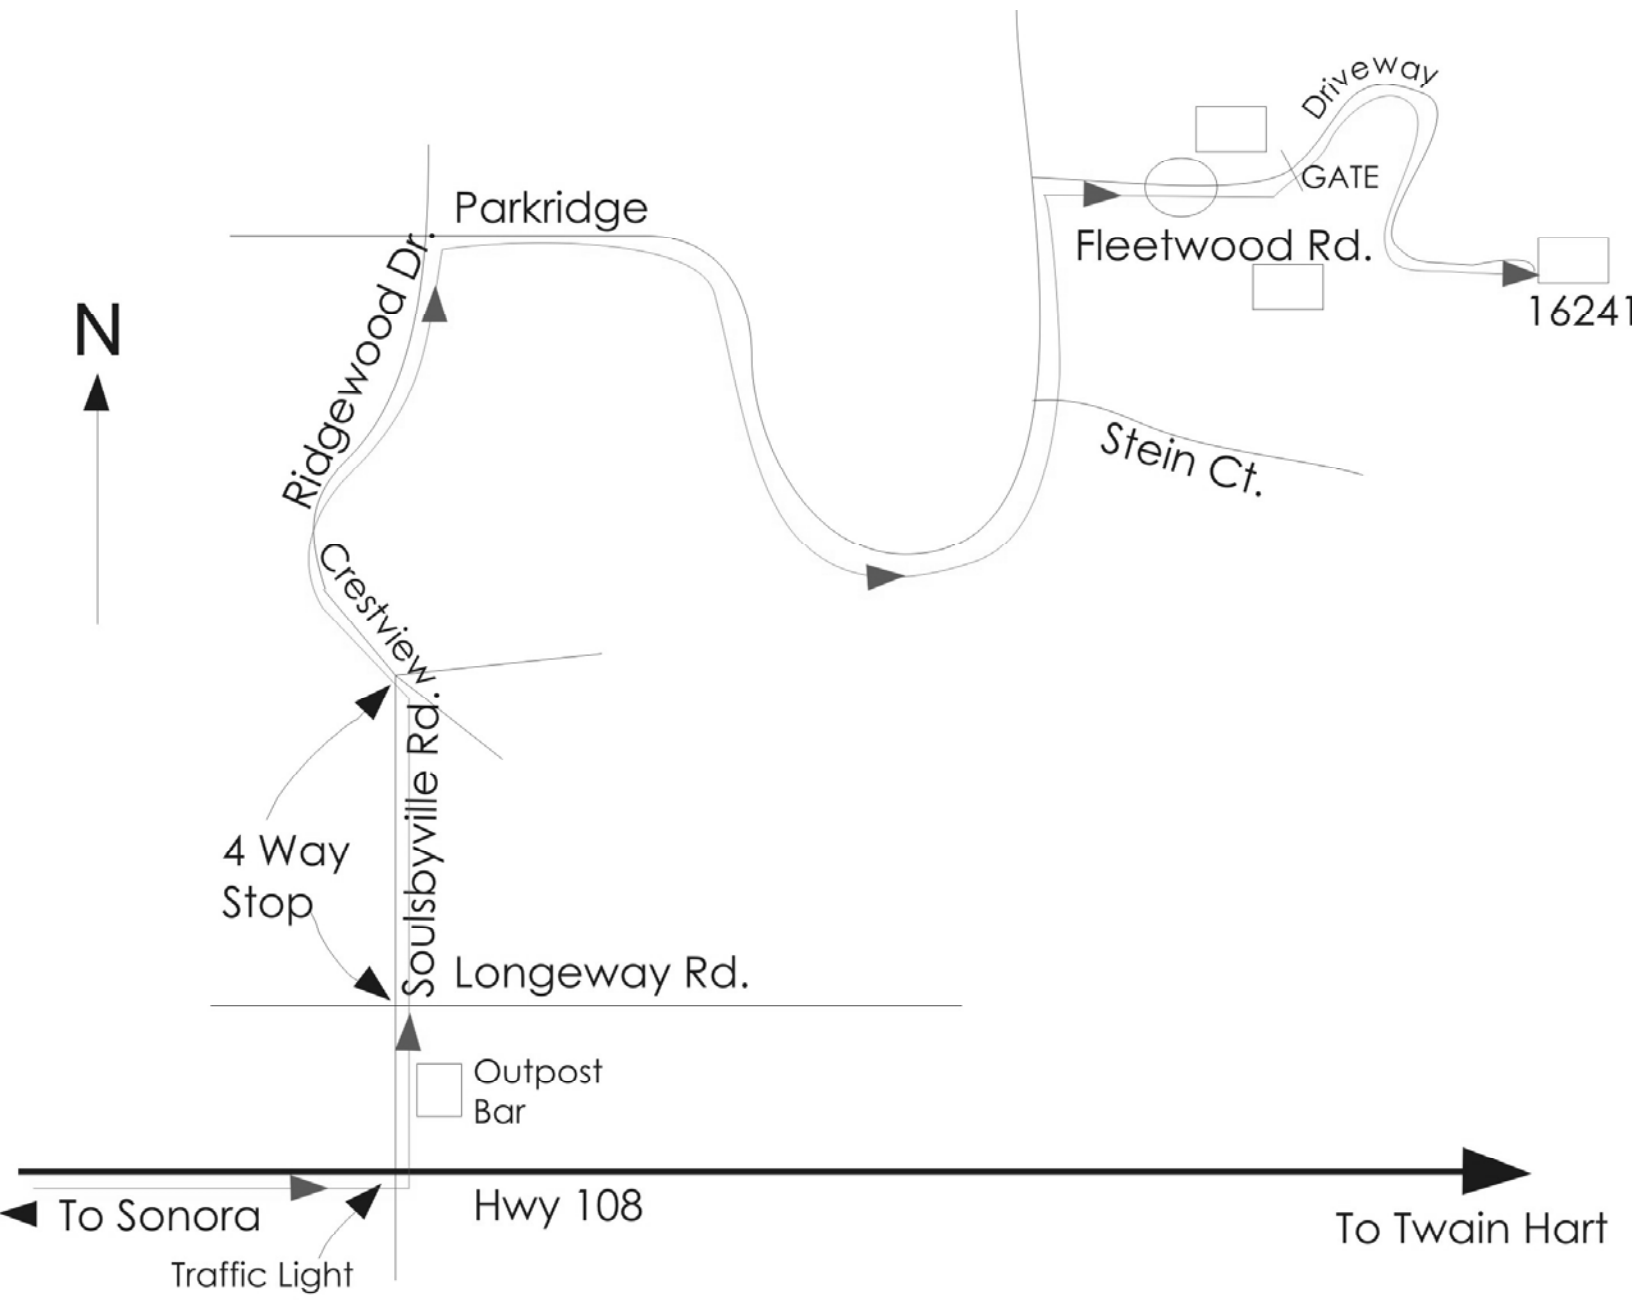 Driveway
GATE
Parkridge
Fleetwood Rd.
16241
Ridgewood Dr.
N
Stein Ct.
Crestview
Soulsbyville Rd.
4 Way
Stop
Longeway Rd.
Outpost
Bar
Hwy 108
To Sonora
To Twain Hart
Traffic Light